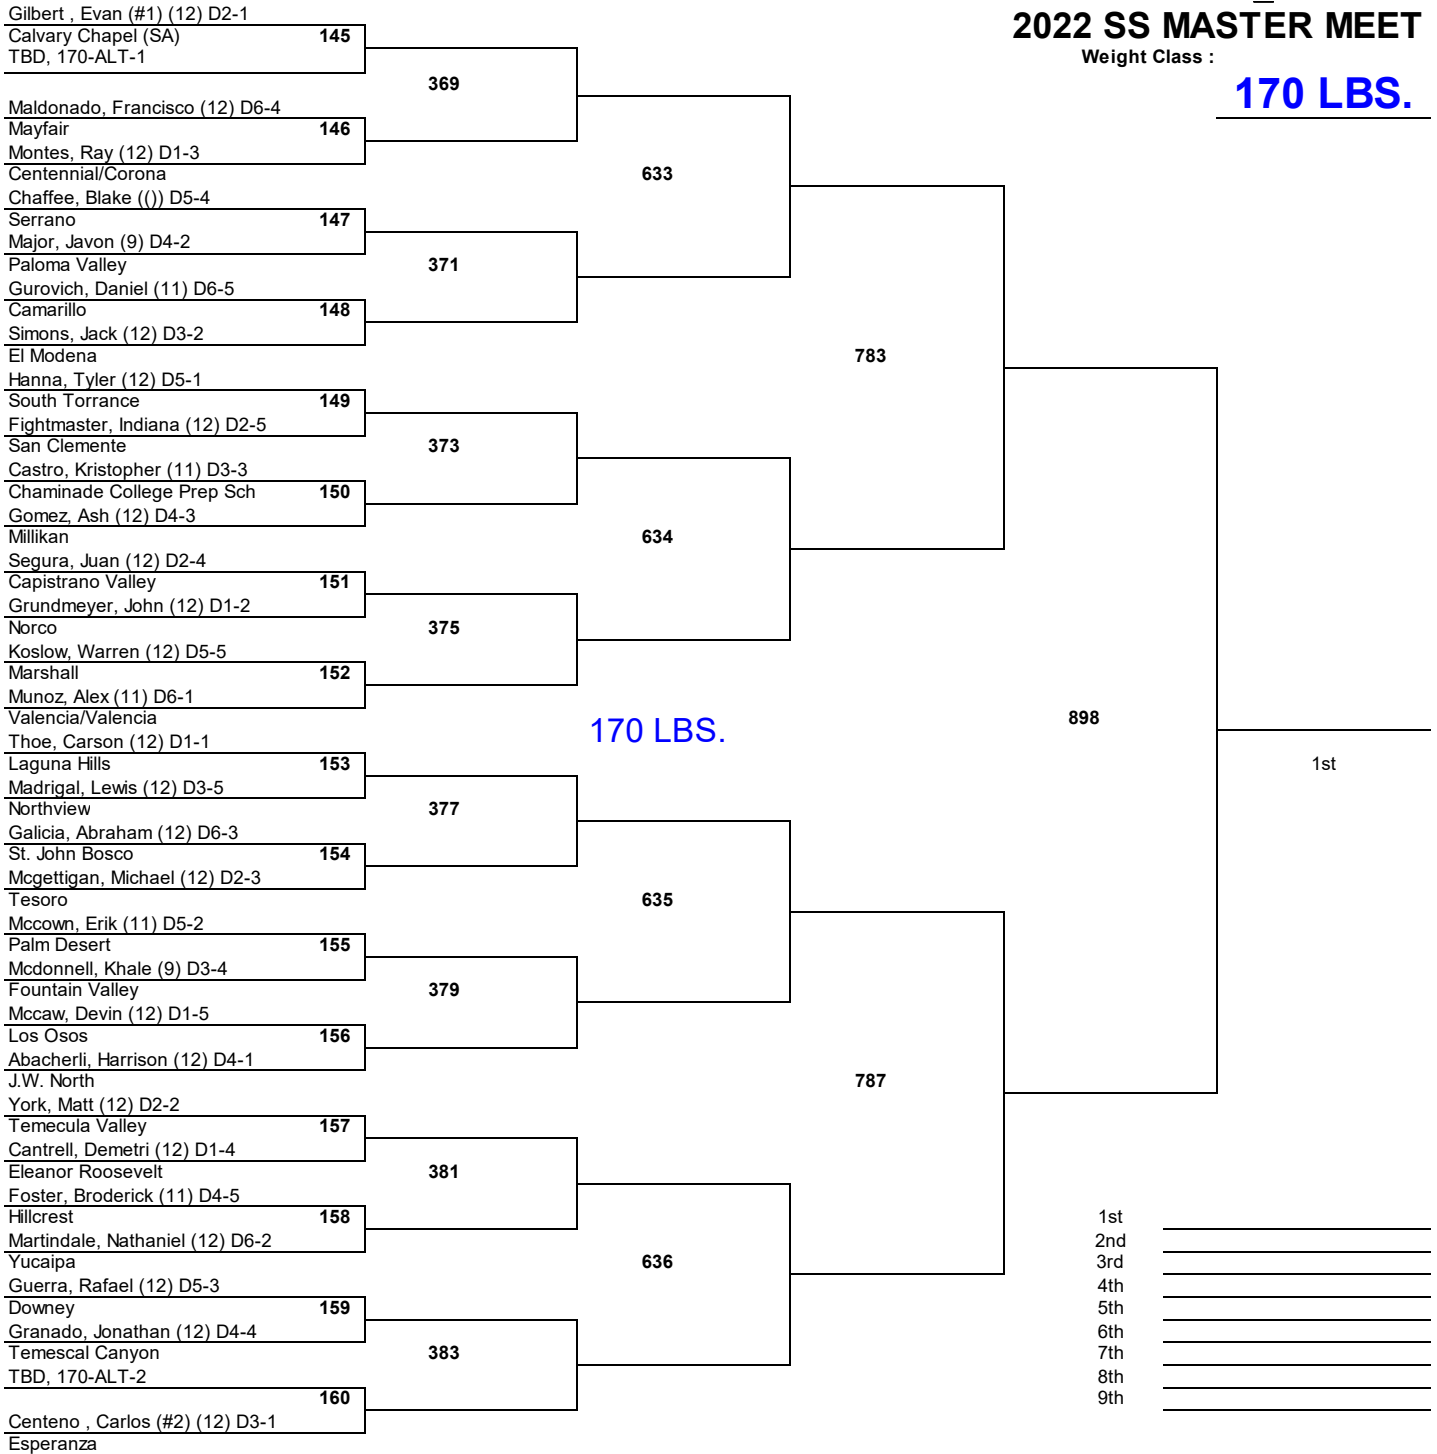 Gilbert , Evan (#1) (12) D2-1
2022 SS MASTER MEET
Calvary Chapel (SA) 145
TBD, 170-ALT-1
Weight Class :
369
170 LBS.
Maldonado, Francisco (12) D6-4
Mayfair 146
Montes, Ray (12) D1-3
Centennial/Corona
633
Chaffee, Blake (()) D5-4
Serrano 147
Major, Javon (9) D4-2
Paloma Valley
371
Gurovich, Daniel (11) D6-5
Camarillo 148
Simons, Jack (12) D3-2
El Modena
783
Hanna, Tyler (12) D5-1
South Torrance 149
Fightmaster, Indiana (12) D2-5
San Clemente
373
Castro, Kristopher (11) D3-3
Chaminade College Prep Sch 150
Gomez, Ash (12) D4-3
Millikan
634
Segura, Juan (12) D2-4
Capistrano Valley 151
Grundmeyer, John (12) D1-2
Norco
375
Koslow, Warren (12) D5-5
Marshall 152
Munoz, Alex (11) D6-1
Valencia/Valencia
898
170 LBS.
Thoe, Carson (12) D1-1
Laguna Hills 153
1st
Madrigal, Lewis (12) D3-5
Northview
377
Galicia, Abraham (12) D6-3
St. John Bosco 154
Mcgettigan, Michael (12) D2-3
Tesoro
635
Mccown, Erik (11) D5-2
Palm Desert 155
Mcdonnell, Khale (9) D3-4
Fountain Valley
379
Mccaw, Devin (12) D1-5
Los Osos 156
Abacherli, Harrison (12) D4-1
J.W. North
787
York, Matt (12) D2-2
Temecula Valley 157
Cantrell, Demetri (12) D1-4
Eleanor Roosevelt
381
Foster, Broderick (11) D4-5
Hillcrest 158
1st
Martindale, Nathaniel (12) D6-2
2nd
Yucaipa
636
3rd
Guerra, Rafael (12) D5-3
4th
Downey 159
5th
Granado, Jonathan (12) D4-4
6th
Temescal Canyon
383
7th
TBD, 170-ALT-2
8th
160
9th
Centeno , Carlos (#2) (12) D3-1
Esperanza